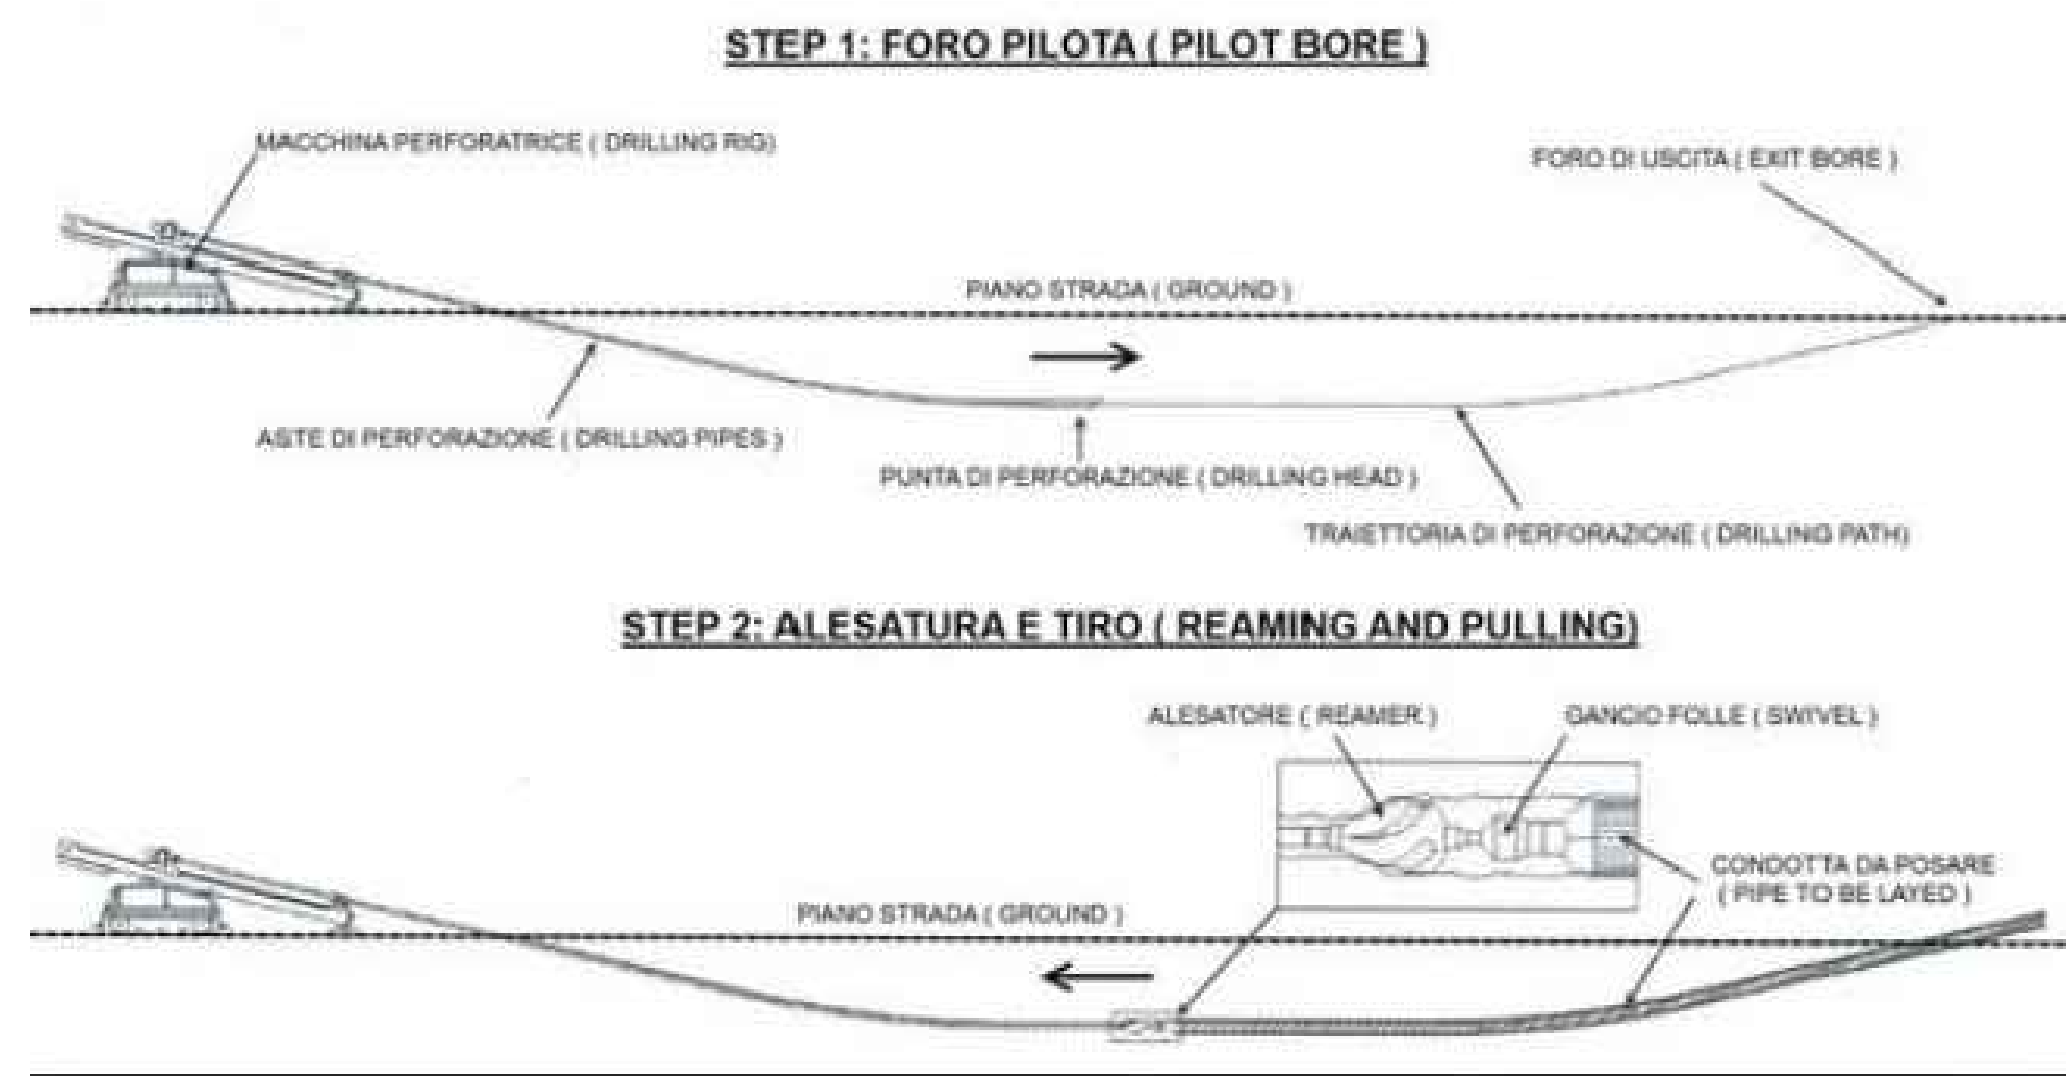 STEP 1: FORO PILOTA ( PILOT BORE )
MACCHINA PERFORATRICE ( DRILLING RIG)
FORO DI USCITA ( EXIT BORE )
PIANO STRADA ( GROUND )
ASTE DI PERFORAZIONE ( DRILLING PIPES )
PUNTA DI PERFORAZIONE ( DRILLING HEAD )
TRAIETTORIA DI PERFORAZIONE ( DRILLING PATH)
STEP 2: ALESATURA E TIRO ( REAMING AND PULLING)
ALESATORE ( REAMER )
GANCIO FOLLE ( SWIVEL )
CONDOTTA DA POSARE
( PIPE TO BE LAYED )
PIANO STRADA ( GROUND )